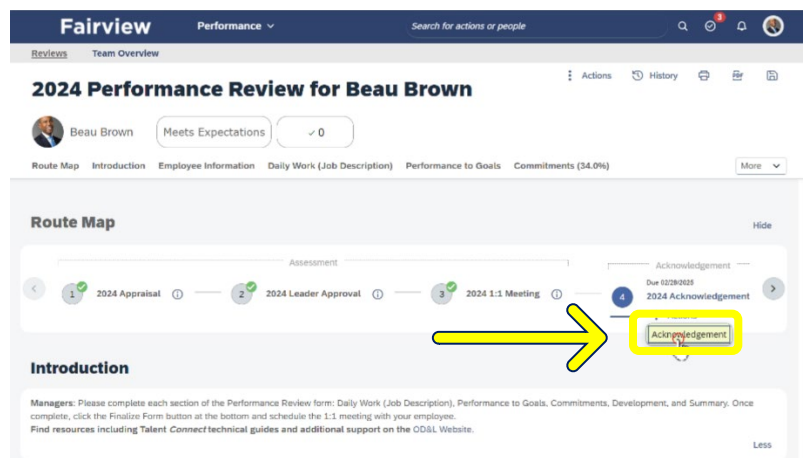 Fairview
Performance
Search for actions or people
3
Reviews Team Overview
2024 Performance Review for Beau Brown
Actions History
Beau Brown Meets Expectations 0
Route Map Introduction Employee Information Daily Work (Job Description) Performance to Goals Commitments (34.0%) More
Route Map Hide
Assessment Acknowledgement
1 2024 Appraisal 2 2024 Leader Approval 3 2024 1:1 Meeting 4 Due 02/28/2025
2024 Acknowledgement
Acknowledgement
Introduction
Managers: Please complete each section of the Performance Review form: Daily Work (Job Description), Performance to Goals, Commitments, Development, and Summary. Once
complete, click the Finalize Form button at the bottom and schedule the 1:1 meeting with your employee.
Find resources including Talent Connect technical guides and additional support on the OD&L Website.
Less